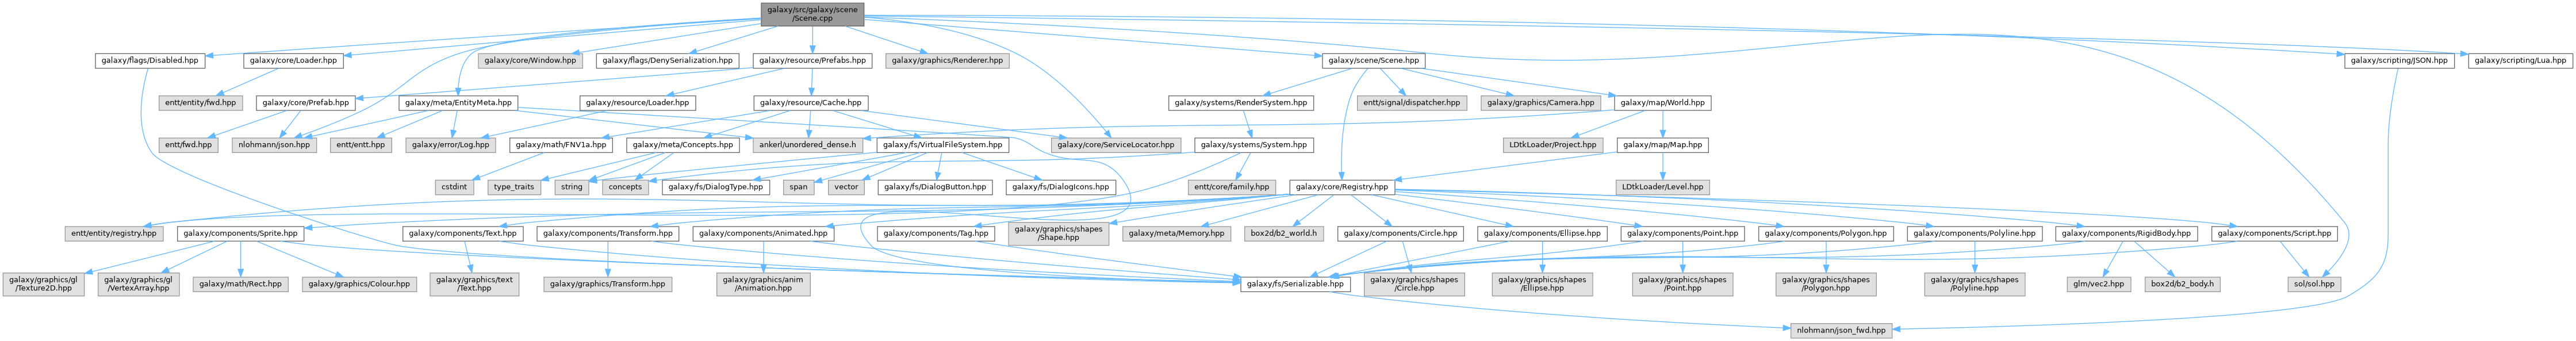 galaxy/src/galaxy/scene
/Scene.cpp
galaxy/flags/Disabled.hpp
galaxy/core/Loader.hpp
galaxy/core/Window.hpp
galaxy/flags/DenySerialization.hpp
galaxy/resource/Prefabs.hpp
galaxy/graphics/Renderer.hpp
galaxy/scene/Scene.hpp
galaxy/scripting/JSON.hpp
galaxy/scripting/Lua.hpp
entt/entity/fwd.hpp
galaxy/core/Prefab.hpp
galaxy/meta/EntityMeta.hpp
galaxy/resource/Loader.hpp
galaxy/resource/Cache.hpp
galaxy/systems/RenderSystem.hpp
entt/signal/dispatcher.hpp
galaxy/graphics/Camera.hpp
galaxy/map/World.hpp
entt/fwd.hpp
nlohmann/json.hpp
entt/entt.hpp
galaxy/error/Log.hpp
galaxy/math/FNV1a.hpp
galaxy/meta/Concepts.hpp
ankerl/unordered_dense.h
galaxy/fs/VirtualFileSystem.hpp
galaxy/core/ServiceLocator.hpp
galaxy/systems/System.hpp
LDtkLoader/Project.hpp
galaxy/map/Map.hpp
cstdint
type_traits
string
concepts
galaxy/fs/DialogType.hpp
span
vector
galaxy/fs/DialogButton.hpp
galaxy/fs/DialogIcons.hpp
entt/core/family.hpp
galaxy/core/Registry.hpp
LDtkLoader/Level.hpp
entt/entity/registry.hpp
galaxy/components/Sprite.hpp
galaxy/components/Text.hpp
galaxy/components/Transform.hpp
galaxy/components/Animated.hpp
galaxy/components/Tag.hpp
galaxy/graphics/shapes
/Shape.hpp
galaxy/meta/Memory.hpp
box2d/b2_world.h
galaxy/components/Circle.hpp
galaxy/components/Ellipse.hpp
galaxy/components/Point.hpp
galaxy/components/Polygon.hpp
galaxy/components/Polyline.hpp
galaxy/components/RigidBody.hpp
galaxy/components/Script.hpp
galaxy/graphics/gl
/Texture2D.hpp
galaxy/graphics/gl
/VertexArray.hpp
galaxy/math/Rect.hpp
galaxy/graphics/Colour.hpp
galaxy/graphics/text
/Text.hpp
galaxy/graphics/Transform.hpp
galaxy/graphics/anim
/Animation.hpp
galaxy/fs/Serializable.hpp
galaxy/graphics/shapes
/Circle.hpp
galaxy/graphics/shapes
/Ellipse.hpp
galaxy/graphics/shapes
/Point.hpp
galaxy/graphics/shapes
/Polygon.hpp
galaxy/graphics/shapes
/Polyline.hpp
glm/vec2.hpp
box2d/b2_body.h
sol/sol.hpp
nlohmann/json_fwd.hpp